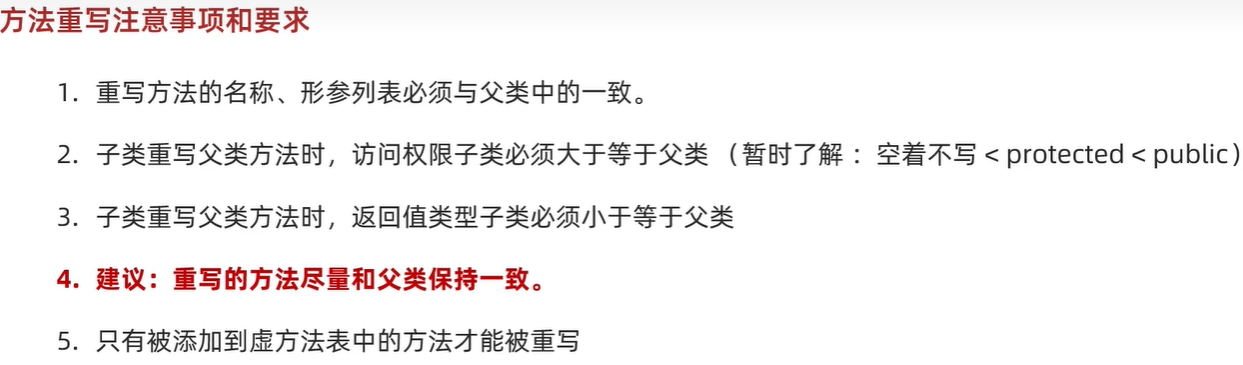 方法重写注意事项和要求
1. 重写方法的名称、形参列表必须与父类中的一致。
2. 子类重写父类方法时，访问权限子类必须大于等于父类（暂时了解：空着不写 < protected < public）
3. 子类重写父类方法时，返回值类型子类必须小于等于父类
4. 建议：重写的方法尽量和父类保持一致。
5. 只有被添加到虚方法表中的方法才能被重写